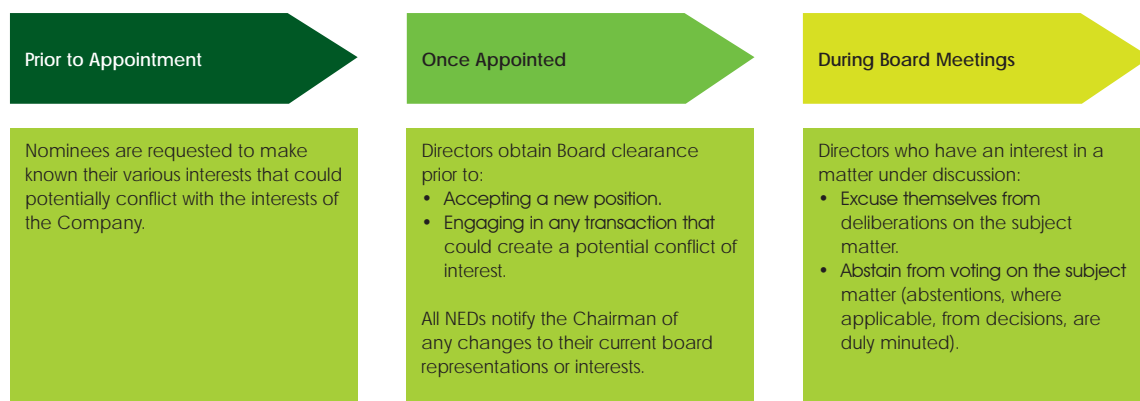 Prior to Appointment
Nominees are requested to make
known their various interests that could
potentially conflict with the interests of
the Company.
Once Appointed
Directors obtain Board clearance
prior to:
• Accepting a new position.
• Engaging in any transaction that
could create a potential conflict of
interest.
All NEDs notify the Chairman of
any changes to their current board
representations or interests.
During Board Meetings
Directors who have an interest in a
matter under discussion:
• Excuse themselves from
deliberations on the subject
matter.
• Abstain from voting on the subject
matter (abstentions, where
applicable, from decisions, are
duly minuted).